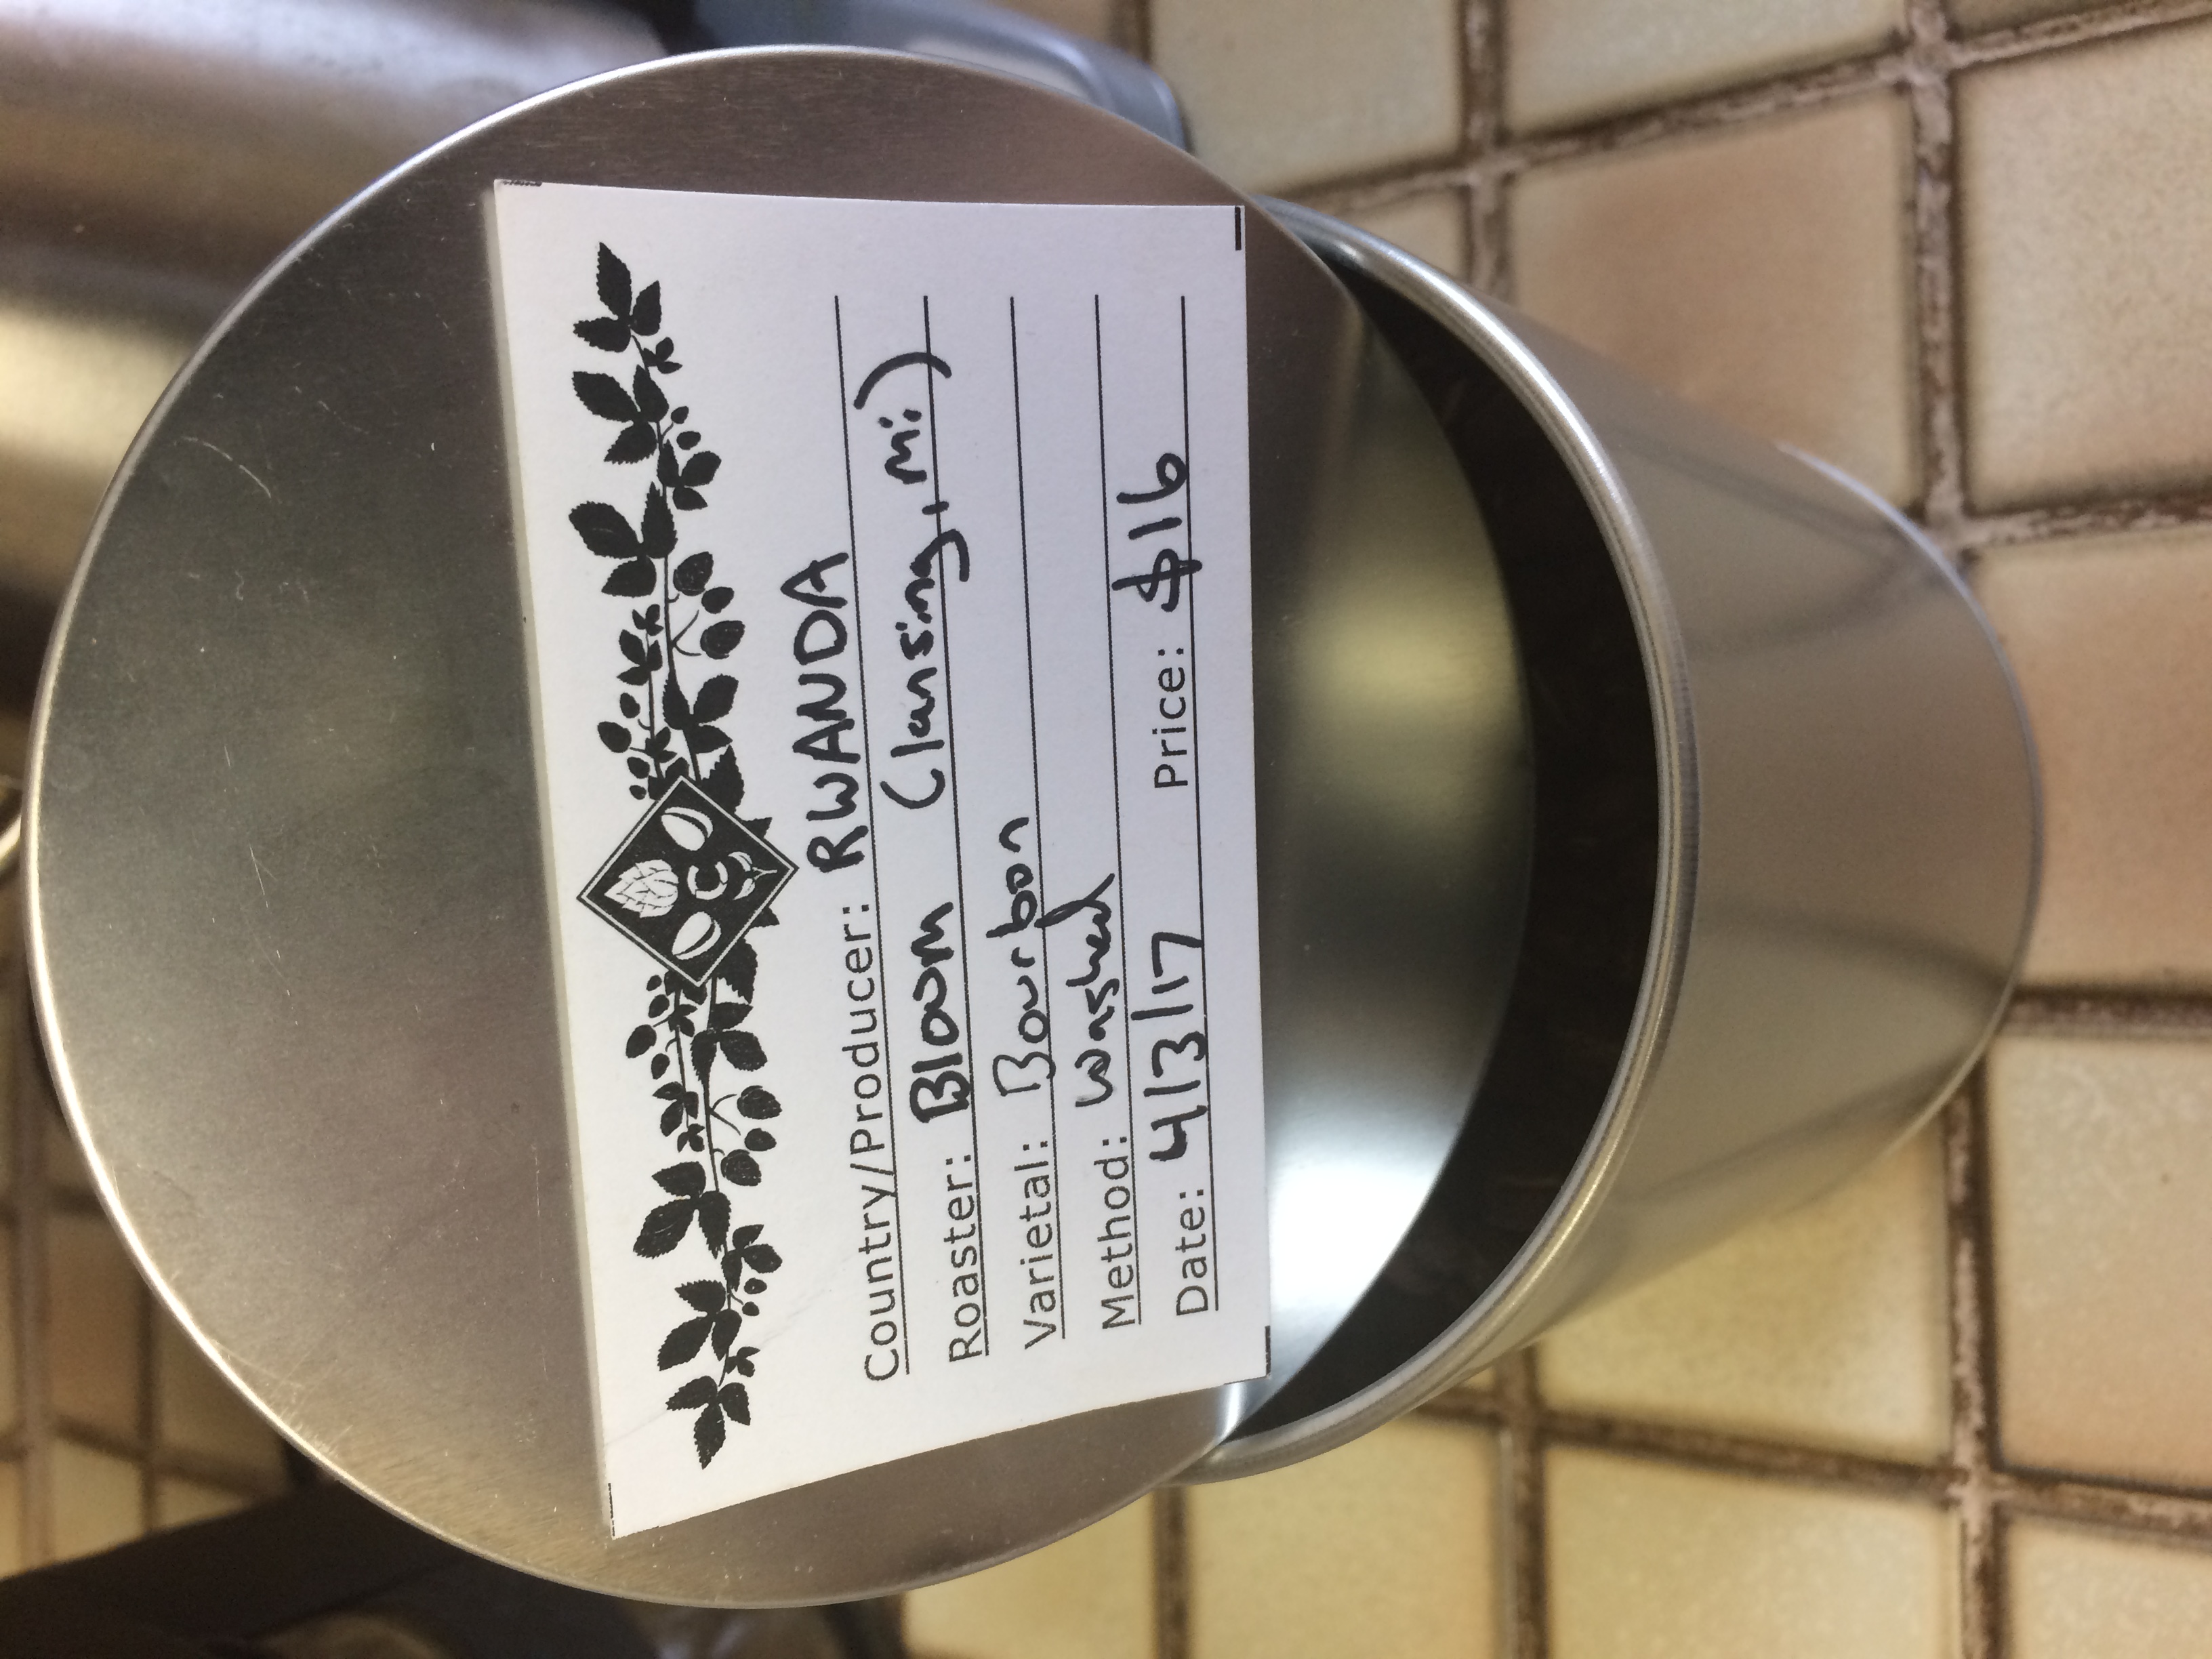 C
Country/Producer: RWANDA
Roaster: Bloom (lansing, Mi)
Varietal: Bourbon
Method: Washed
Date: 4/3/17 Price: $16